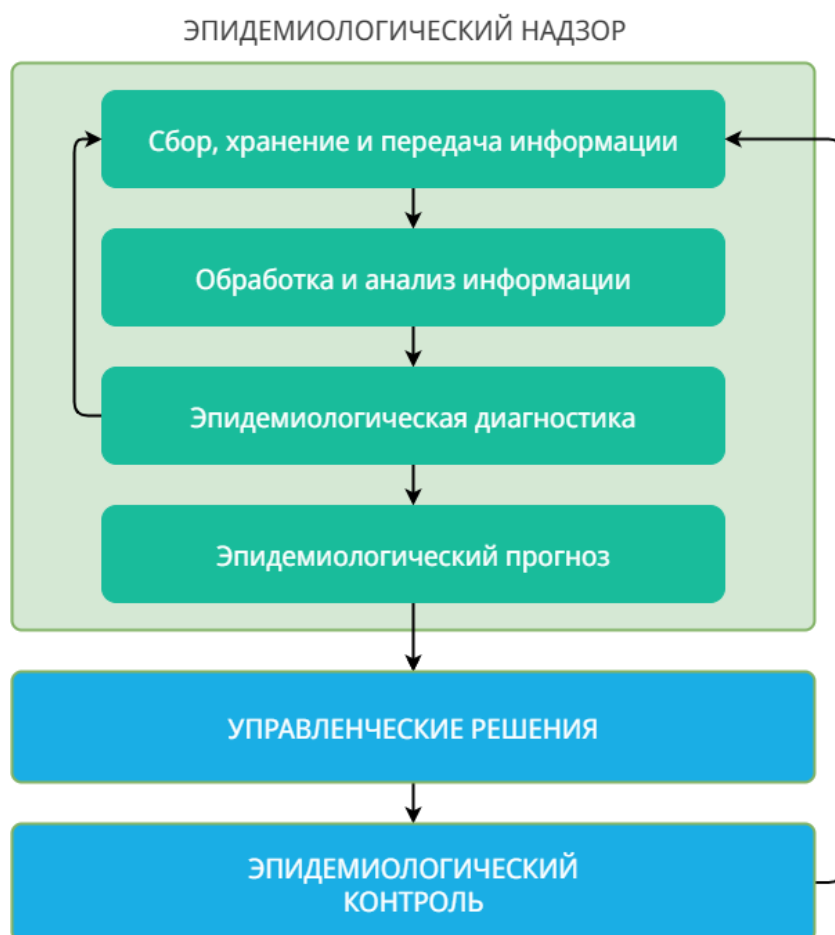 ЭПИДЕМИОЛОГИЧЕСКИЙ НАДЗОР
Сбор, хранение и передача информации
Обработка и анализ информации
Эпидемиологическая диагностика
Эпидемиологический прогноз
УПРАВЛЕНЧЕСКИЕ РЕШЕНИЯ
ЭПИДЕМИОЛОГИЧЕСКИЙ
КОНТРОЛЬ